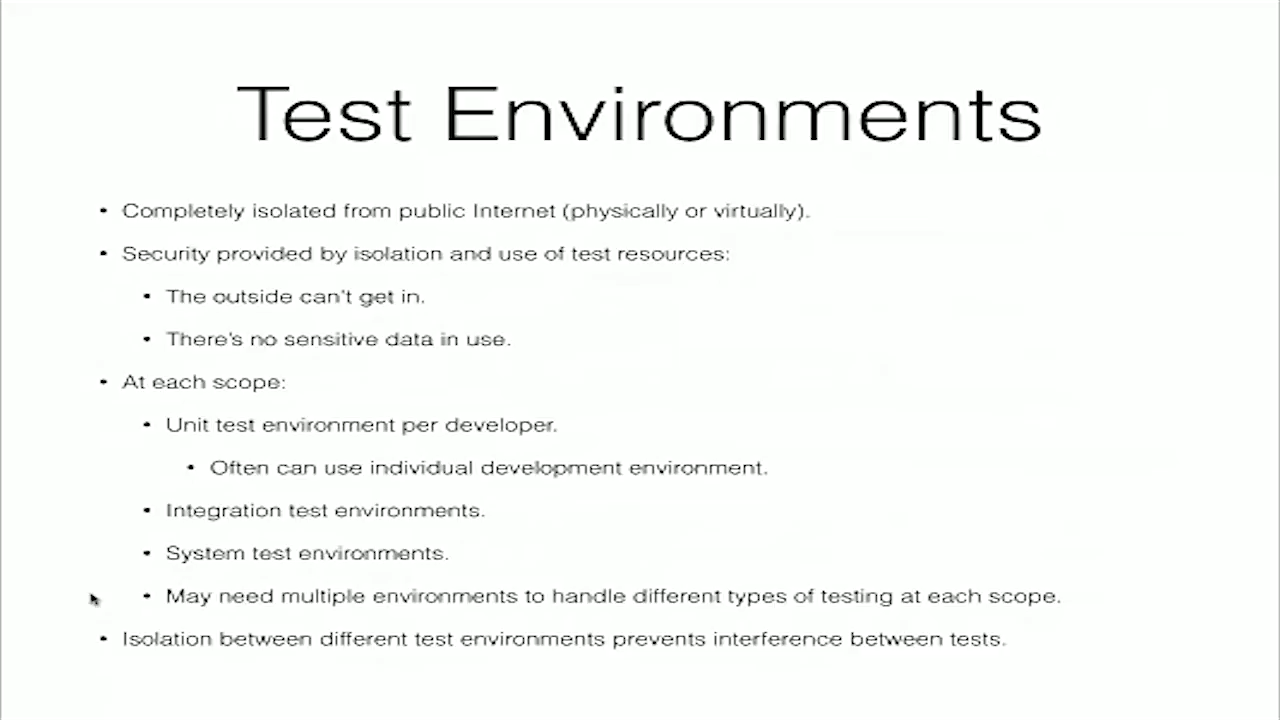 Test Environments
• Completely isolated from public Internet (physically or virtually).
• Security provided by isolation and use of test resources:
• The outside can't get in.
• There's no sensitive data in use.
• At each scope:
• Unit test environment per developer.
• Often can use individual development environment.
• Integration test environments.
• System test environments.
• May need multiple environments to handle different types of testing at each scope.
• Isolation between different test environments prevents interference between tests.